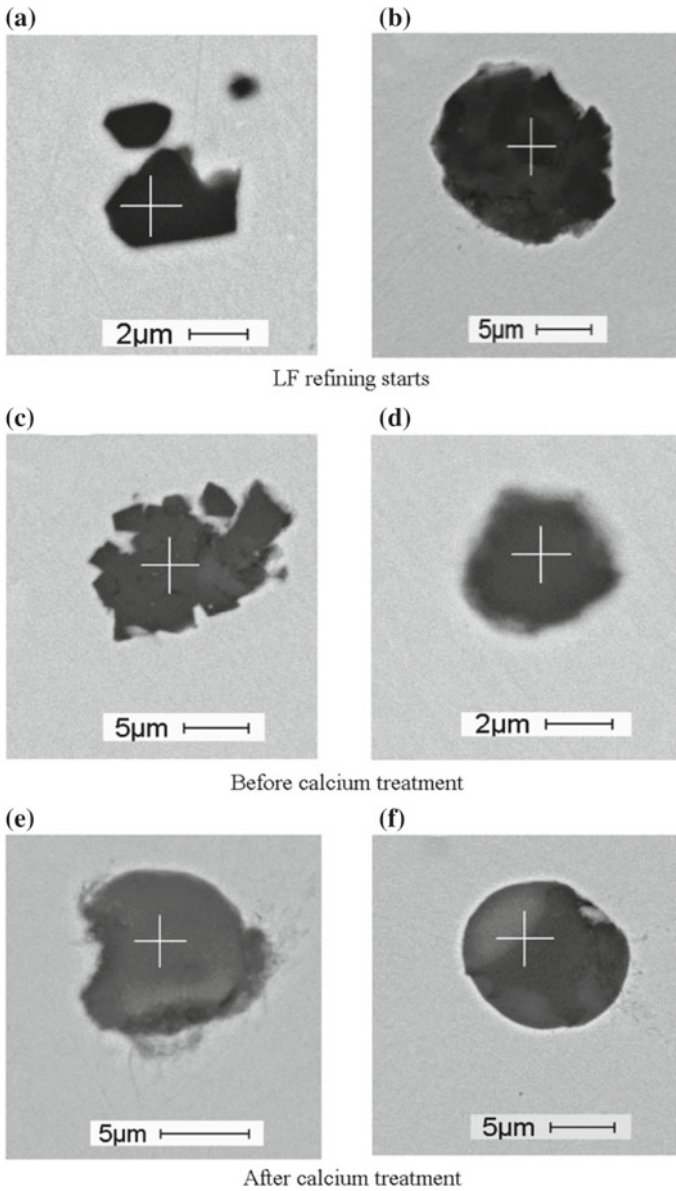 (a)
(b)
2µm
5µm
LF refining starts
(c)
(d)
5µm
2µm
Before calcium treatment
(e)
(f)
5µm
5µm
After calcium treatment